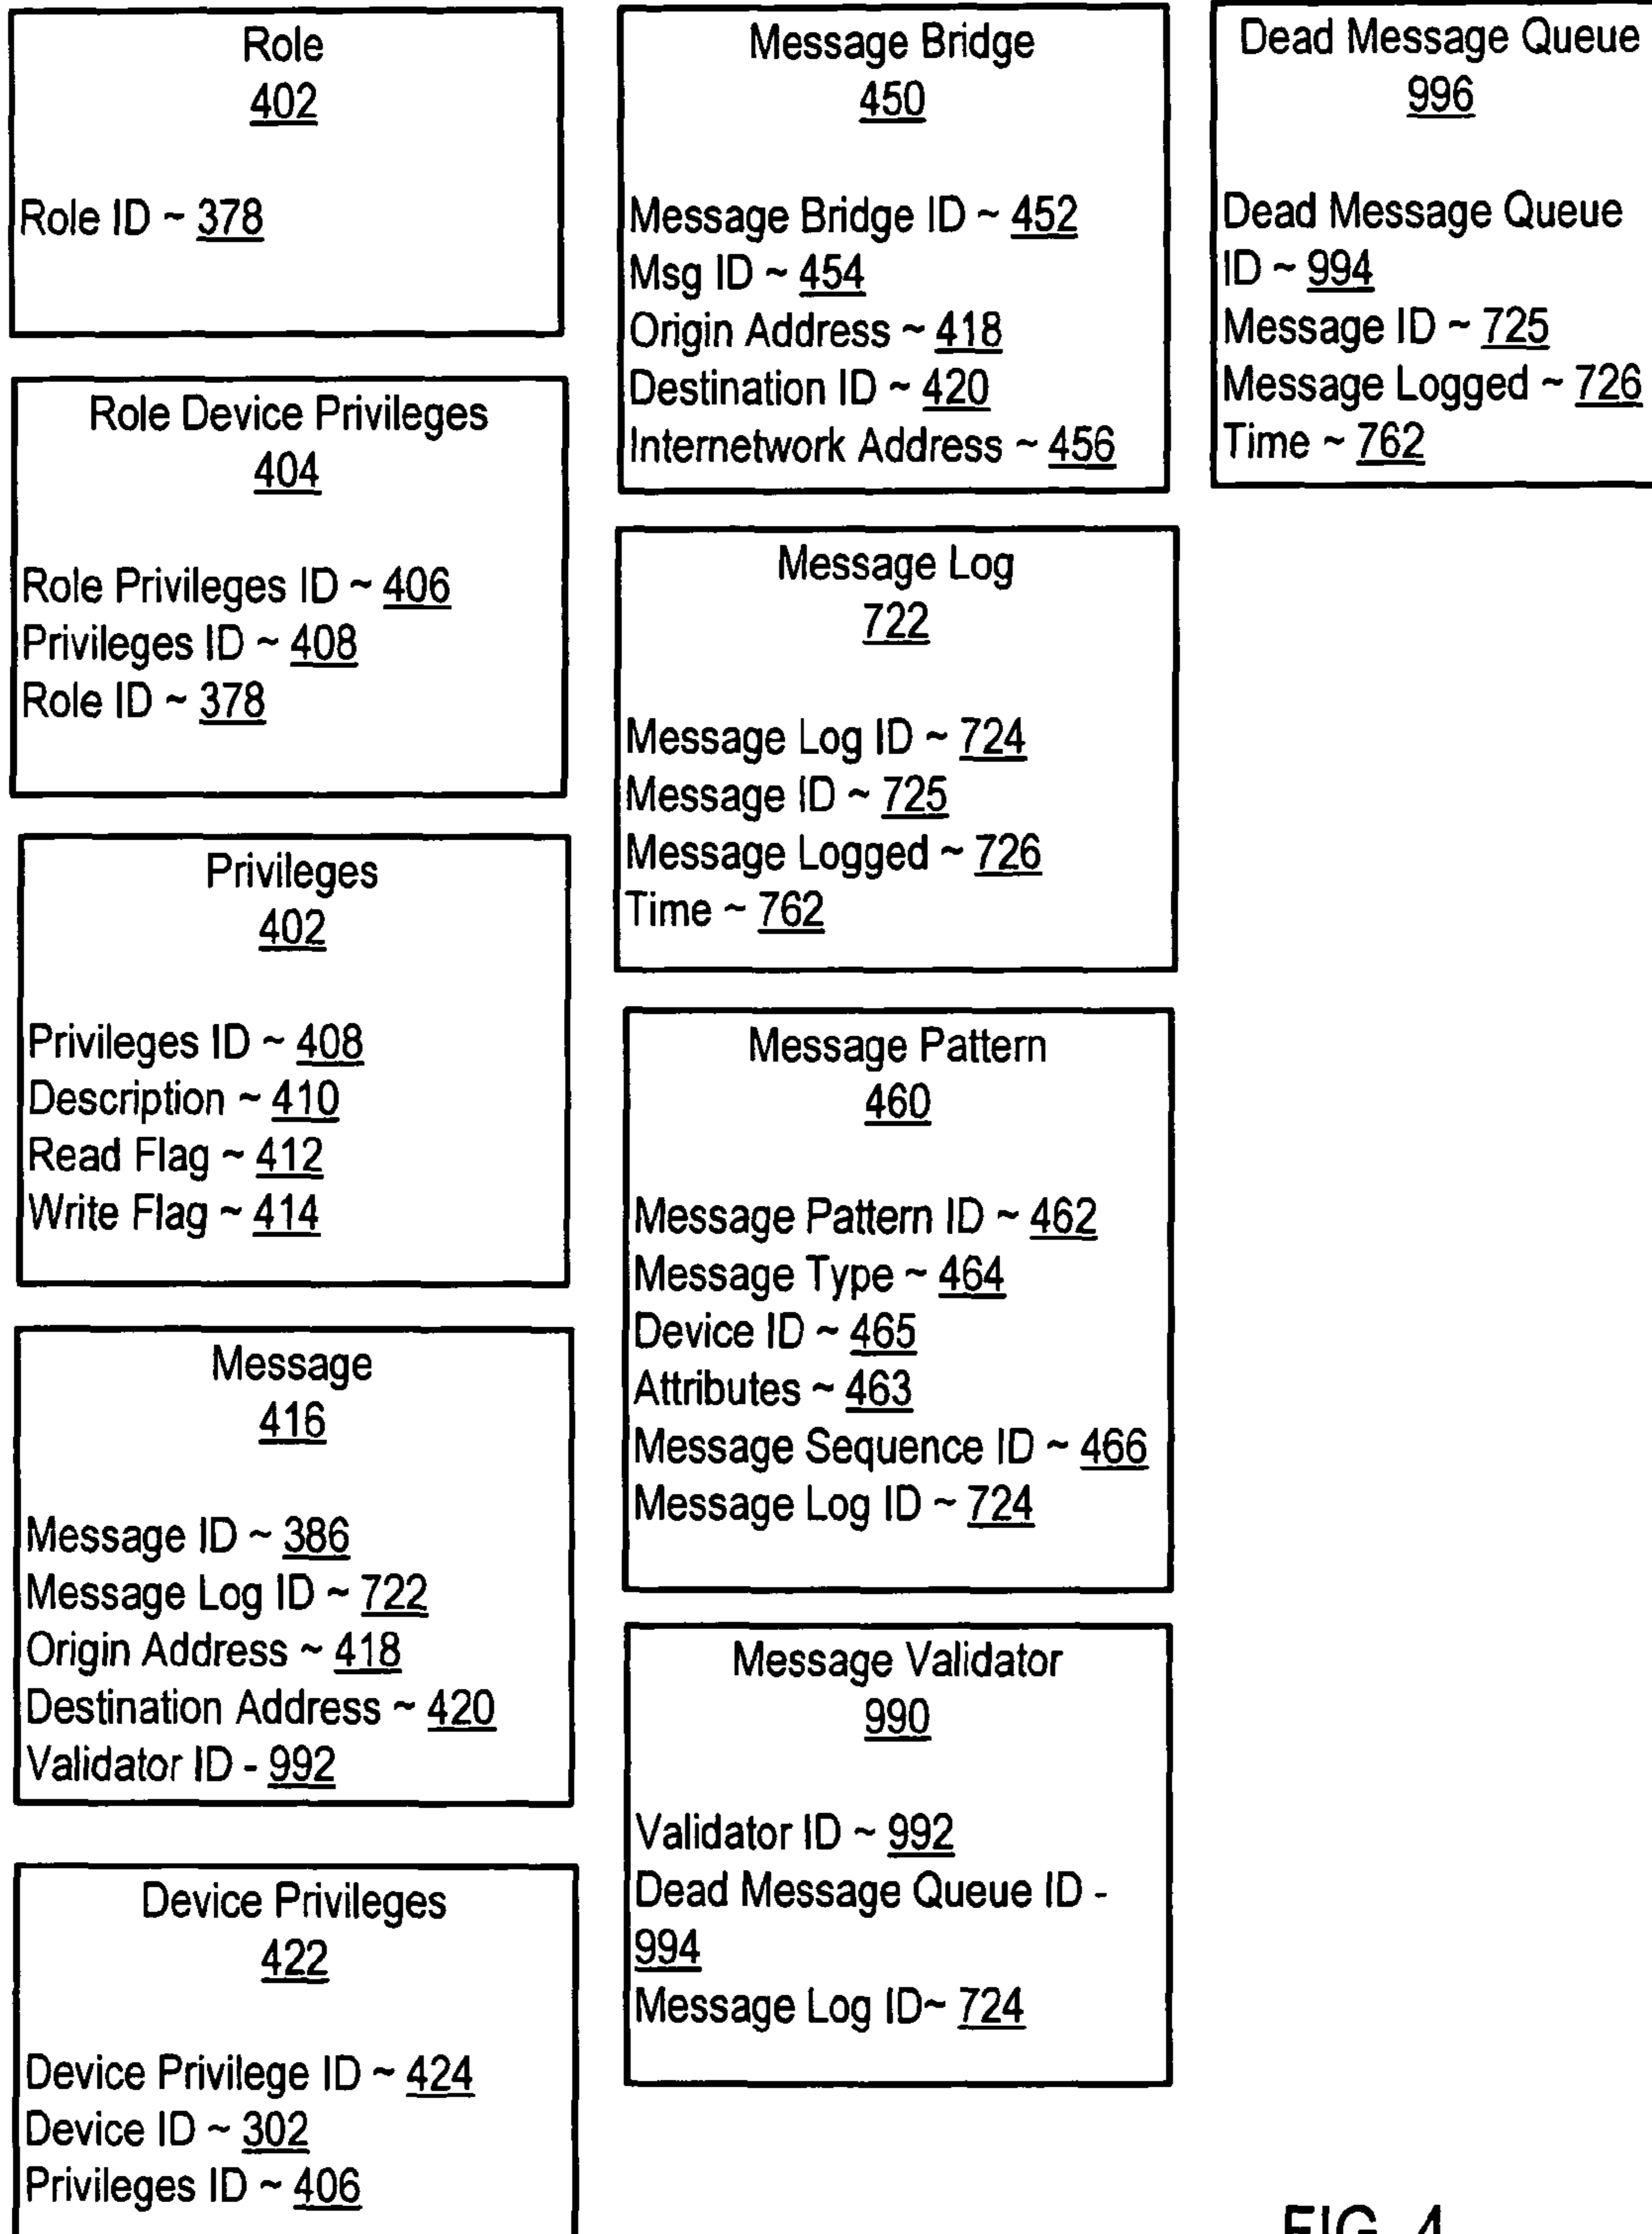 Role
402
Role ID ~ 378
Role Device Privileges
404
Role Privileges ID ~ 406
Privileges ID ~ 408
Role ID ~ 378
Privileges
402
Privileges ID ~ 408
Description ~ 410
Read Flag ~ 412
Write Flag ~ 414
Message
416
Message ID ~ 386
Message Log ID ~ 722
Origin Address ~ 418
Destination Address ~ 420
Validator ID - 992
Device Privileges
422
Device Privilege ID ~ 424
Device ID ~ 302
Privileges ID ~ 406
Message Bridge
450
Message Bridge ID ~ 452
Msg ID ~ 454
Origin Address ~ 418
Destination ID ~ 420
Internetwork Address ~ 456
Message Log
722
Message Log ID ~ 724
Message ID ~ 725
Message Logged ~ 726
Time ~ 762
Message Pattern
460
Message Pattern ID ~ 462
Message Type ~ 464
Device ID ~ 465
Attributes ~ 463
Message Sequence ID ~ 466
Message Log ID ~ 724
Message Validator
990
Validator ID ~ 992
Dead Message Queue ID -
994
Message Log ID~ 724
Dead Message Queue
996
Dead Message Queue
ID ~ 994
Message ID ~ 725
Message Logged ~ 726
Time ~ 762
FIG. 4